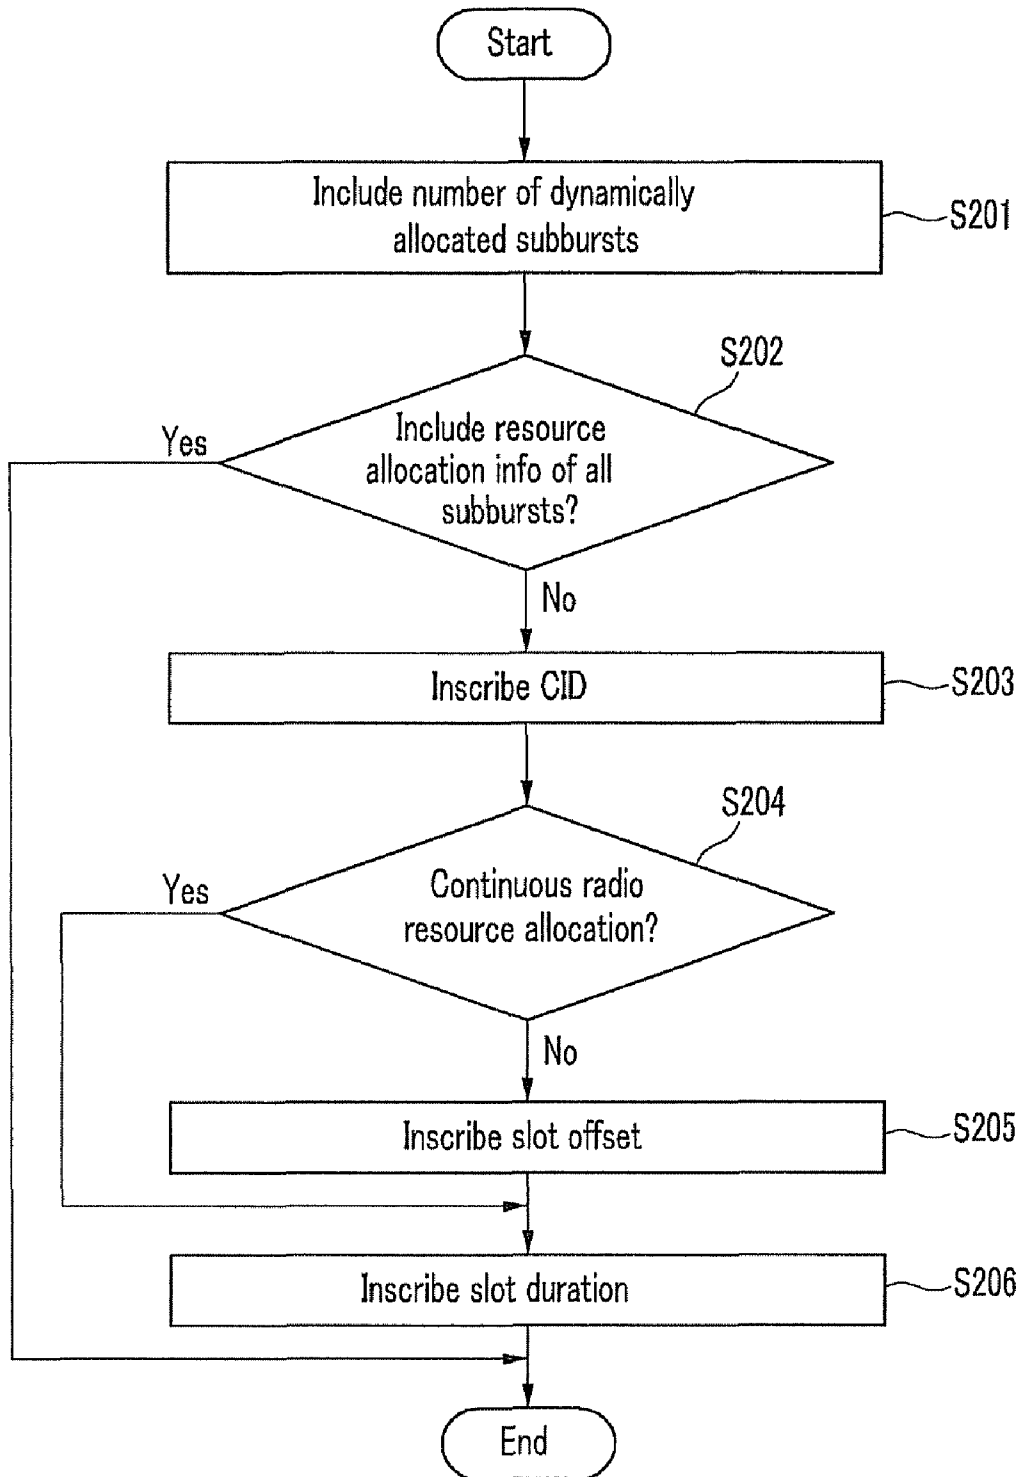 Start
Include number of dynamically
allocated subbursts
S201
S202
Include resource
allocation info of all
subbursts?
Yes
No
Inscribe CID
S203
S204
Continuous radio
resource allocation?
Yes
No
Inscribe slot offset
S205
Inscribe slot duration
S206
End